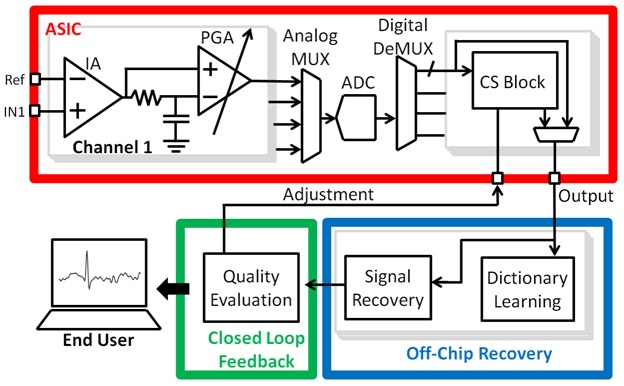 ASIC
PGA
IA
Ref
IN1
Channel 1
Analog
MUX
ADC
Digital
DeMUX
CS Block
Adjustment
Output
End User
Quality
Evaluation
Closed Loop
Feedback
Signal
Recovery
Dictionary
Learning
Off-Chip Recovery